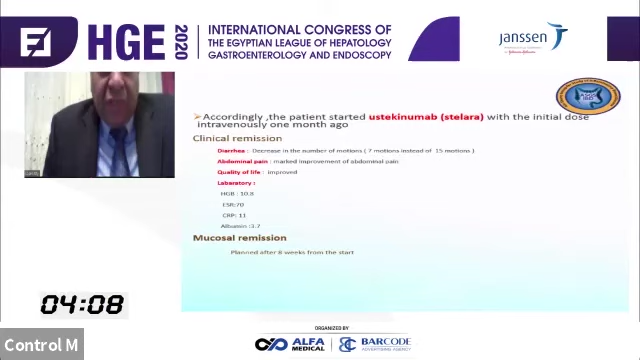 HGE
2020
INTERNATIONAL CONGRESS OF
THE EGYPTIAN LEAGUE OF HEPATOLOGY
GASTROENTEROLOGY AND ENDOSCOPY
janssen
➢Accordingly ,the patient started ustekinumab (stelara) with the initial dose
intravenously one month ago
Clinical remission
Diarrhea : Decrease in the number of motions ( 7 motions instead of 15 motions )
Abdominal pain : marked improvement of abdominal pain
Quality of life : improved
Labaratory :
HGB : 10.8
ESR:70
CRP: 11
Albumin :3.7
Mucosal remission
Planned after 8 weeks from the start
04:08
Control M
ORGANIZED BY
ALFA
MEDICAL
BARCODE
ADVERTISING AGENCY